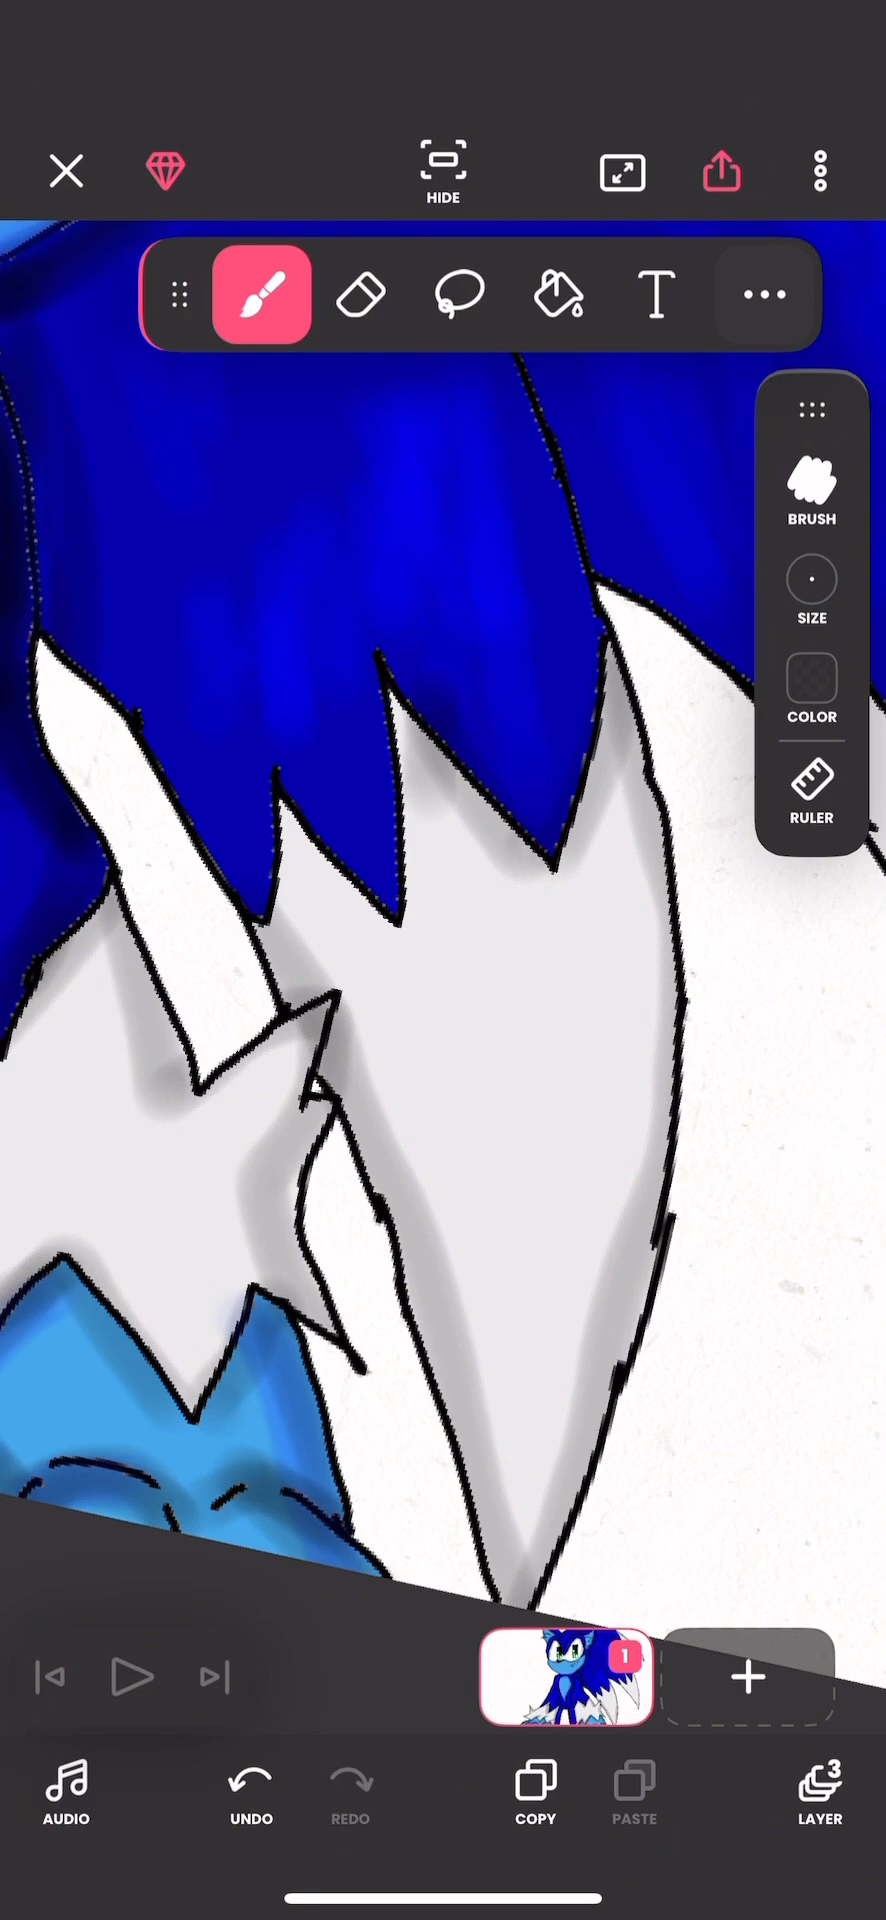 HIDE
T
BRUSH
SIZE
COLOR
RULER
1
3
AUDIO
UNDO
REDO
COPY
PASTE
LAYER